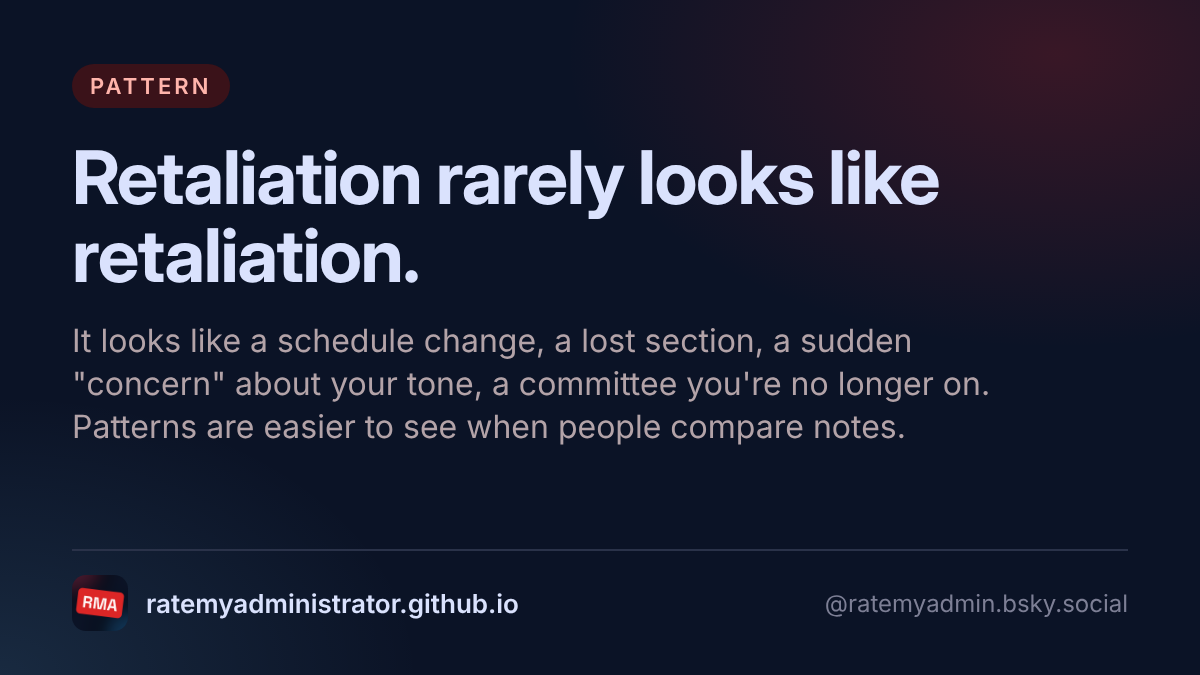 PATTERN
Retaliation rarely looks like
retaliation.
It looks like a schedule change, a lost section, a sudden
"concern" about your tone, a committee you're no longer on.
Patterns are easier to see when people compare notes.
RMA
ratemyadministrator.github.io
@ratemyadmin.bsky.social